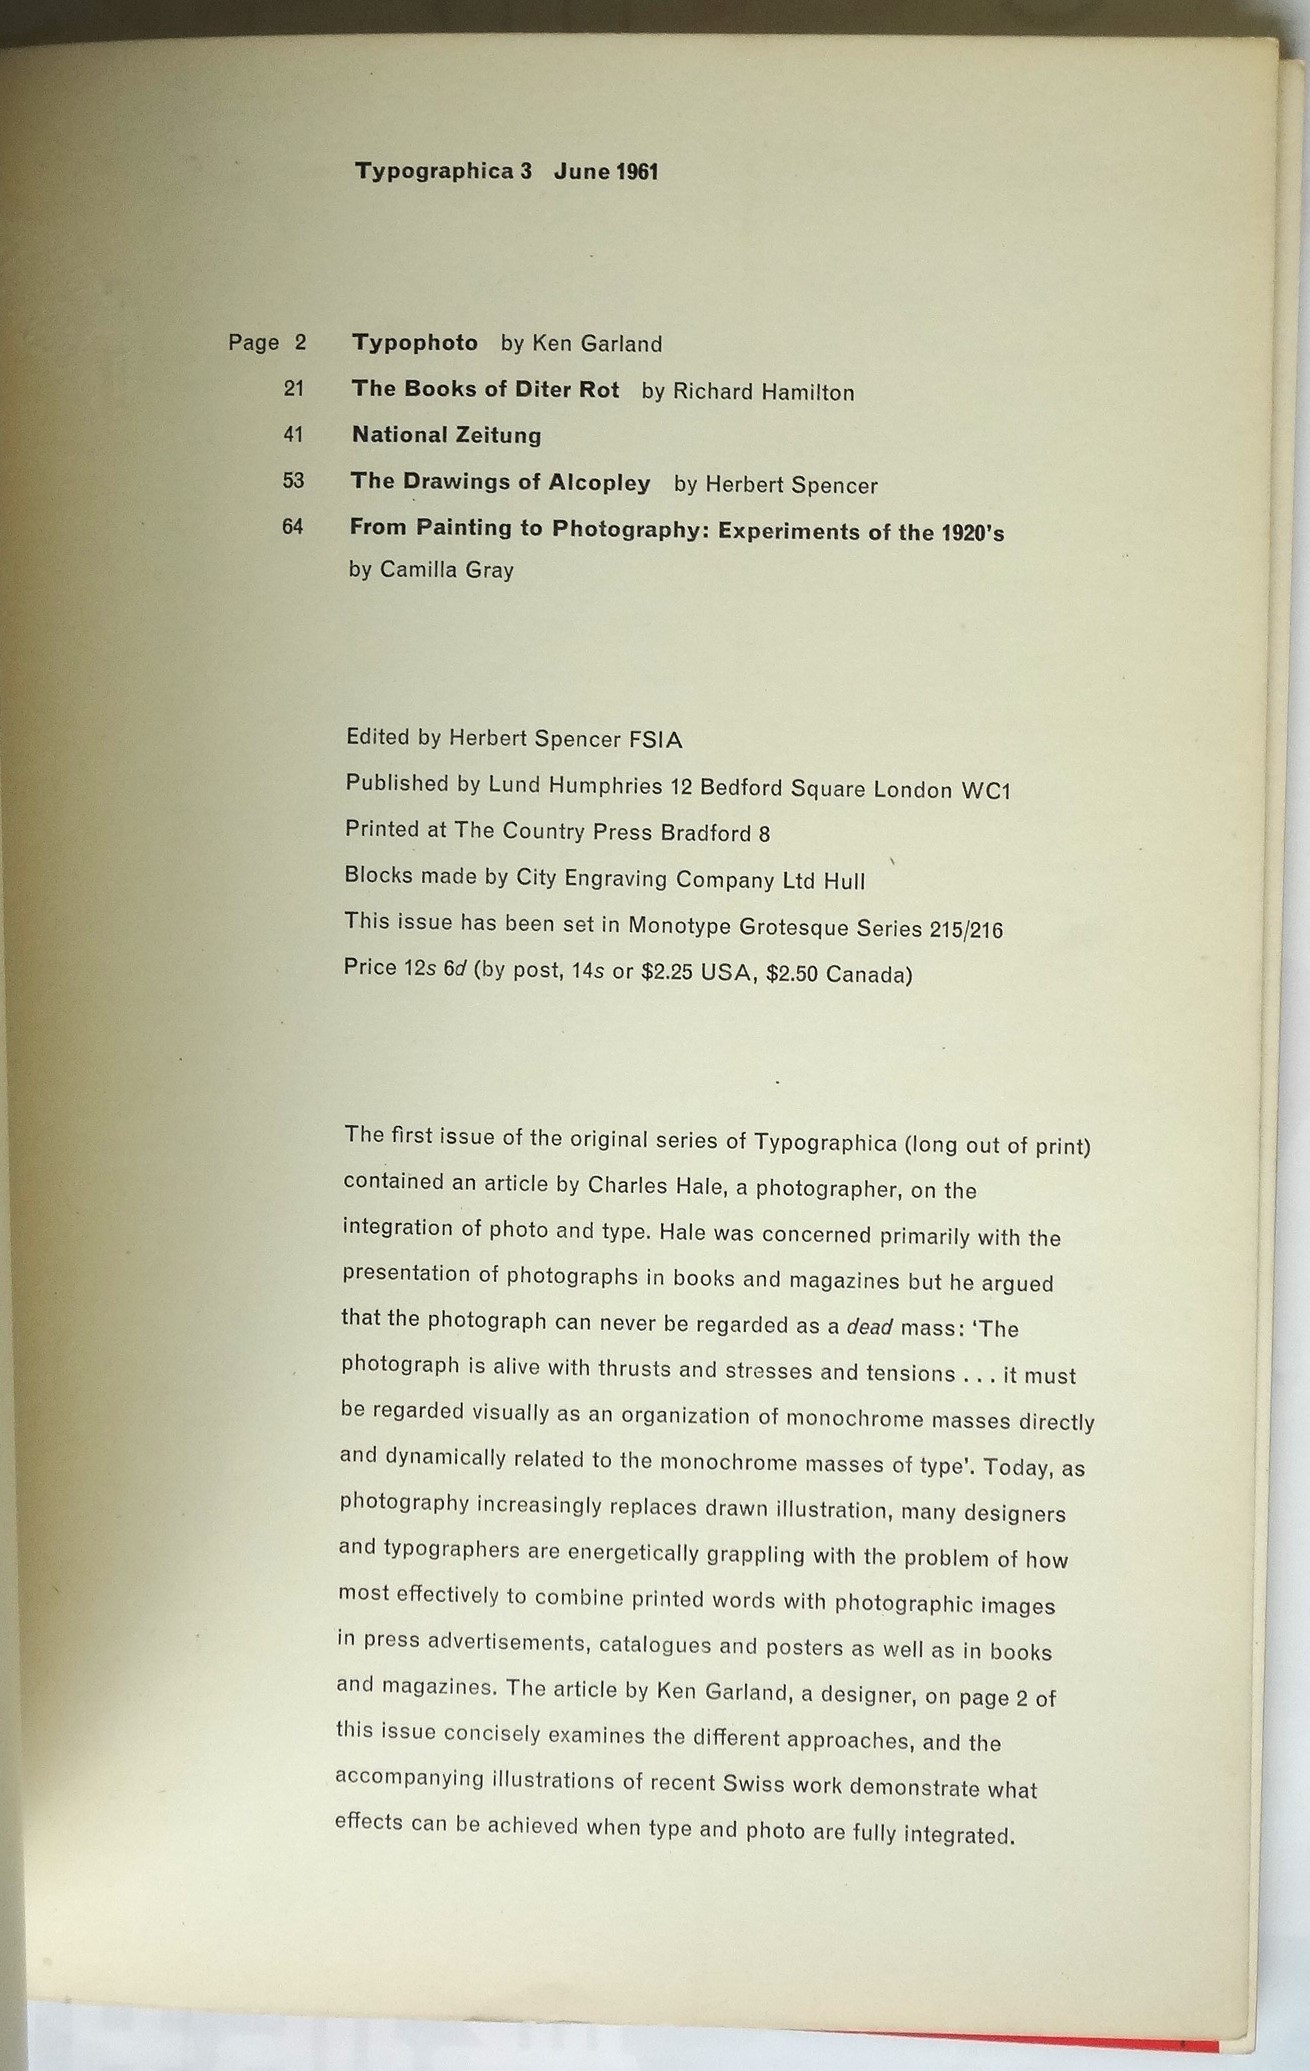 Typographica 3 June 1961
Page 2 Typophoto by Ken Garland
21 The Books of Diter Rot by Richard Hamilton
41 National Zeitung
53 The Drawings of Alcopley by Herbert Spencer
64 From Painting to Photography: Experiments of the 1920's
by Camilla Gray
Edited by Herbert Spencer FSIA
Published by Lund Humphries 12 Bedford Square London WC1
Printed at The Country Press Bradford 8
Blocks made by City Engraving Company Ltd Hull
This issue has been set in Monotype Grotesque Series 215/216
Price 12s 6d (by post, 14s or $2.25 USA, $2.50 Canada)
The first issue of the original series of Typographica (long out of print)
contained an article by Charles Hale, a photographer, on the
integration of photo and type. Hale was concerned primarily with the
presentation of photographs in books and magazines but he argued
that the photograph can never be regarded as a dead mass: ‘The
photograph is alive with thrusts and stresses and tensions . . . it must
be regarded visually as an organization of monochrome masses directly
and dynamically related to the monochrome masses of type'. Today, as
photography increasingly replaces drawn illustration, many designers
and typographers are energetically grappling with the problem of how
most effectively to combine printed words with photographic images
in press advertisements, catalogues and posters as well as in books
and magazines. The article by Ken Garland, a designer, on page 2 of
this issue concisely examines the different approaches, and the
accompanying illustrations of recent Swiss work demonstrate what
effects can be achieved when type and photo are fully integrated.